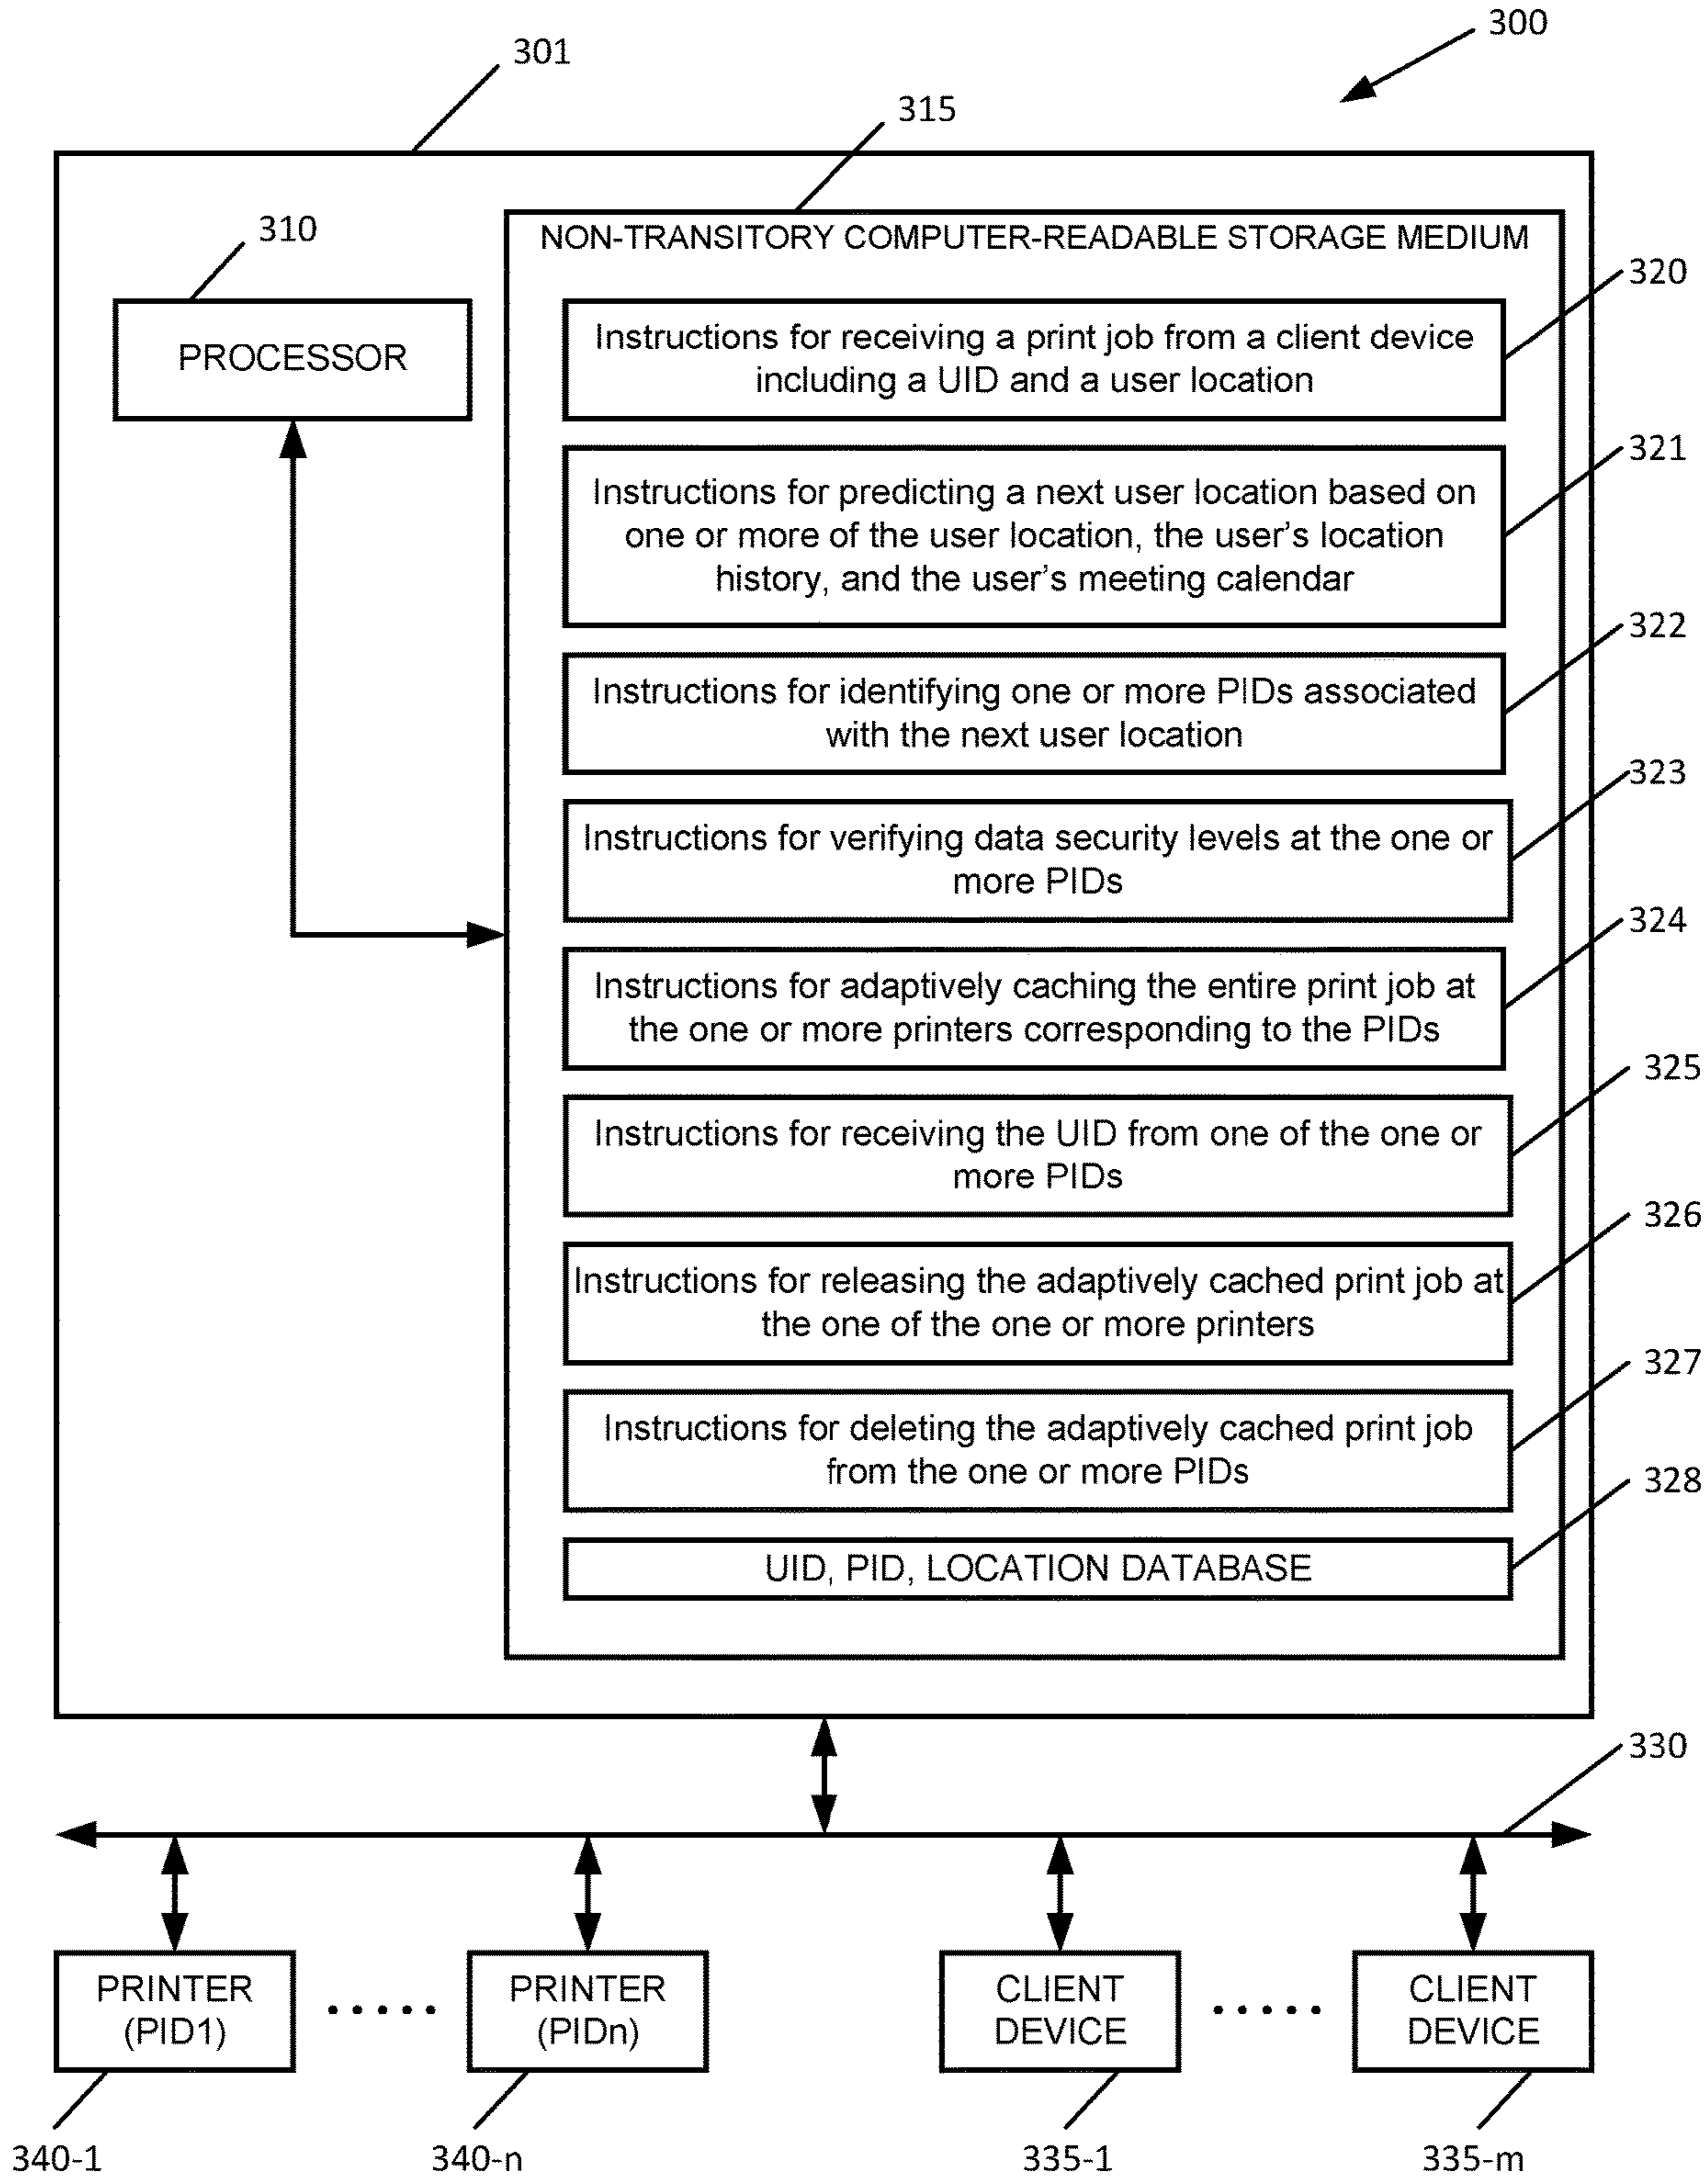 300
301
315
310
NON-TRANSITORY COMPUTER-READABLE STORAGE MEDIUM
320
PROCESSOR
Instructions for receiving a print job from a client device
including a UID and a user location
321
Instructions for predicting a next user location based on
one or more of the user location, the user’s location
history, and the user’s meeting calendar
322
Instructions for identifying one or more PIDs associated
with the next user location
323
Instructions for verifying data security levels at the one or
more PIDs
324
Instructions for adaptively caching the entire print job at
the one or more printers corresponding to the PIDs
325
Instructions for receiving the UID from one of the one or
more PIDs
326
Instructions for releasing the adaptively cached print job at
the one of the one or more printers
327
Instructions for deleting the adaptively cached print job
from the one or more PIDs
328
UID, PID, LOCATION DATABASE
330
PRINTER
(PID1)
PRINTER
(PIDn)
CLIENT
DEVICE
CLIENT
DEVICE
340-1
340-n
335-1
335-m